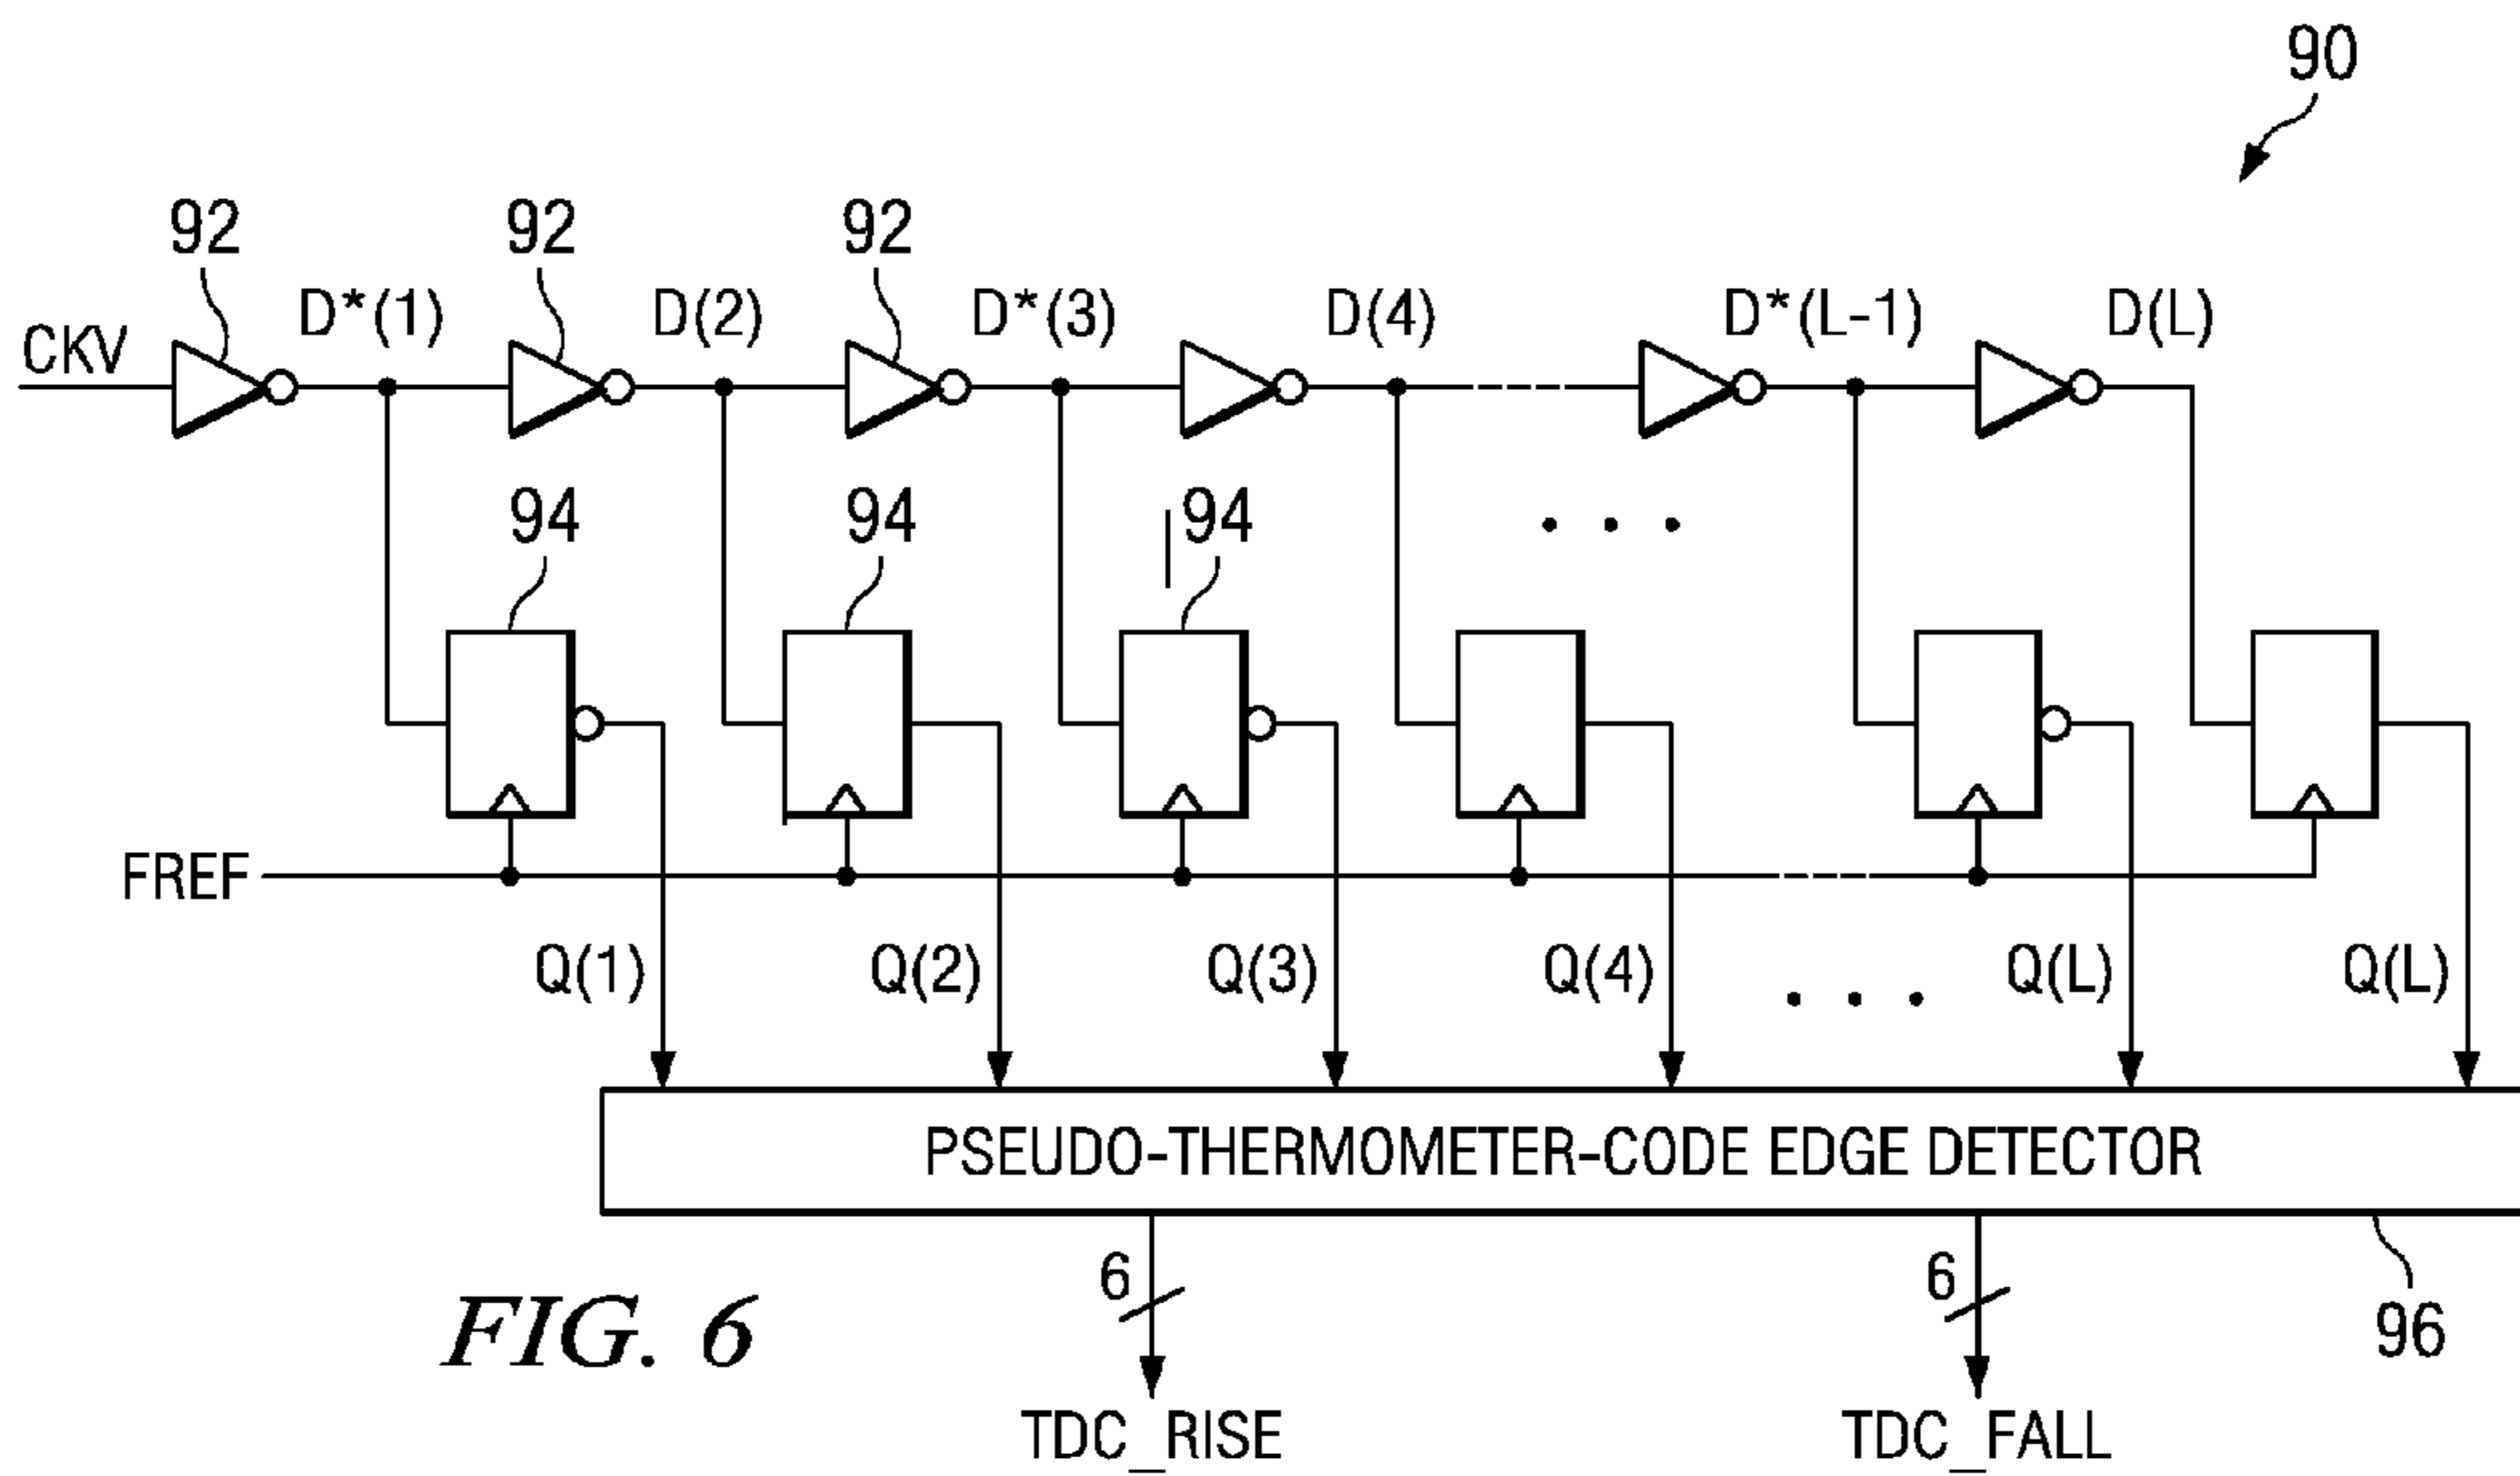 90
92 92 92
CKV D*(1) D(2) D*(3) D(4) D*(L-1) D(L)
94 94 94
FREF
Q(1) Q(2) Q(3) Q(4) Q(L) Q(L)
PSEUDO-THERMOMETER-CODE EDGE DETECTOR
6 6
96
FIG. 6
TDC_RISE TDC_FALL